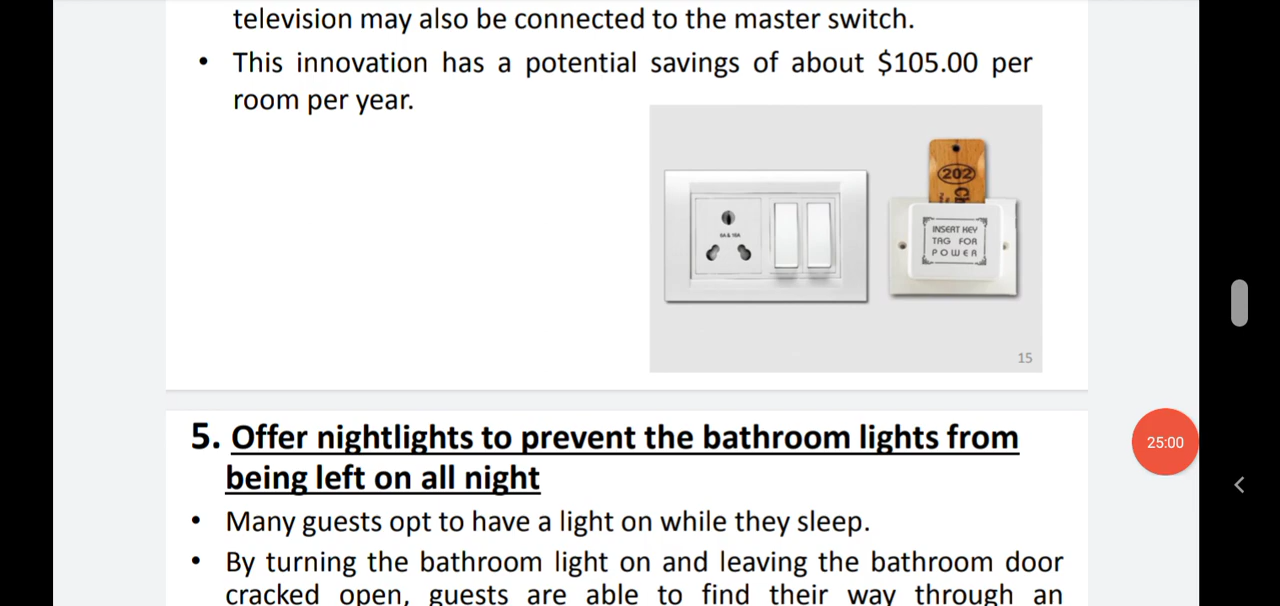 television may also be connected to the master switch.
• This innovation has a potential savings of about $105.00 per
room per year.
6A & 16A
202
INSERT KEY
TAG FOR
POWER
15
5. Offer nightlights to prevent the bathroom lights from
being left on all night
• Many guests opt to have a light on while they sleep.
• By turning the bathroom light on and leaving the bathroom door
cracked open, guests are able to find their way through an
25:00